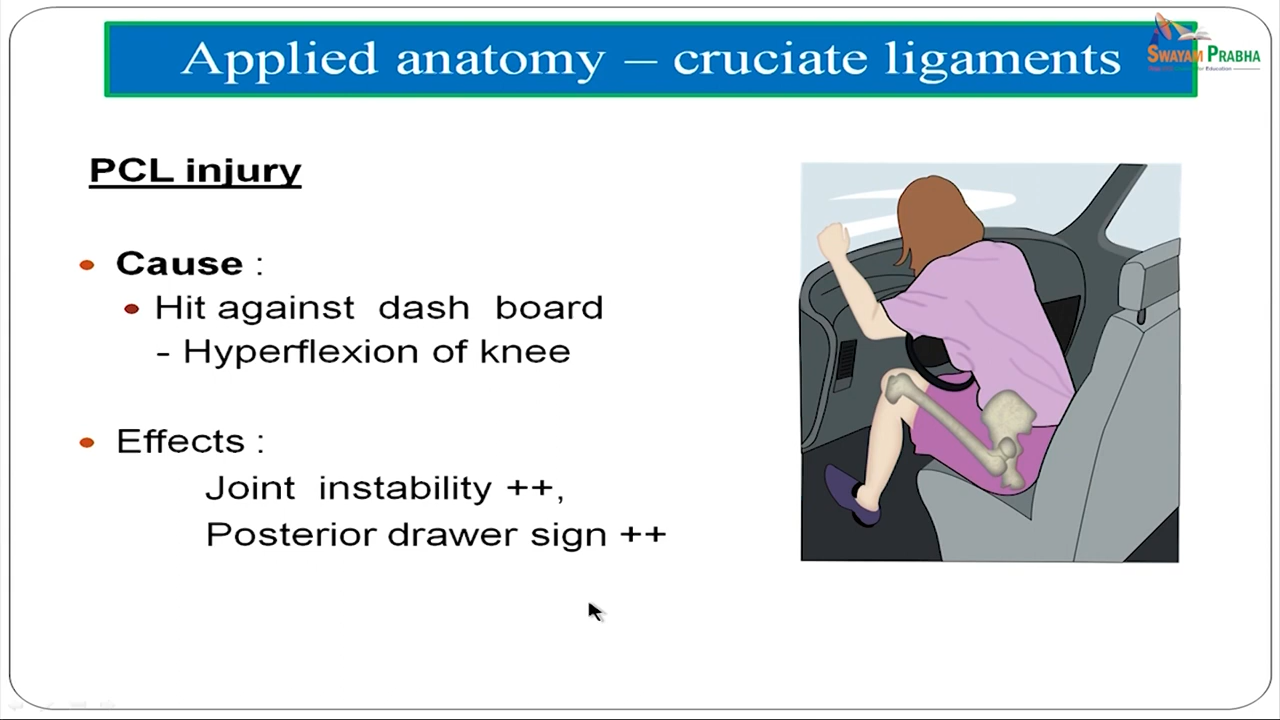 Applied anatomy – cruciate ligaments
SWAYAM PRABHA
PCL injury
• Cause :
• Hit against dash board
- Hyperflexion of knee
• Effects :
Joint instability ++,
Posterior drawer sign ++